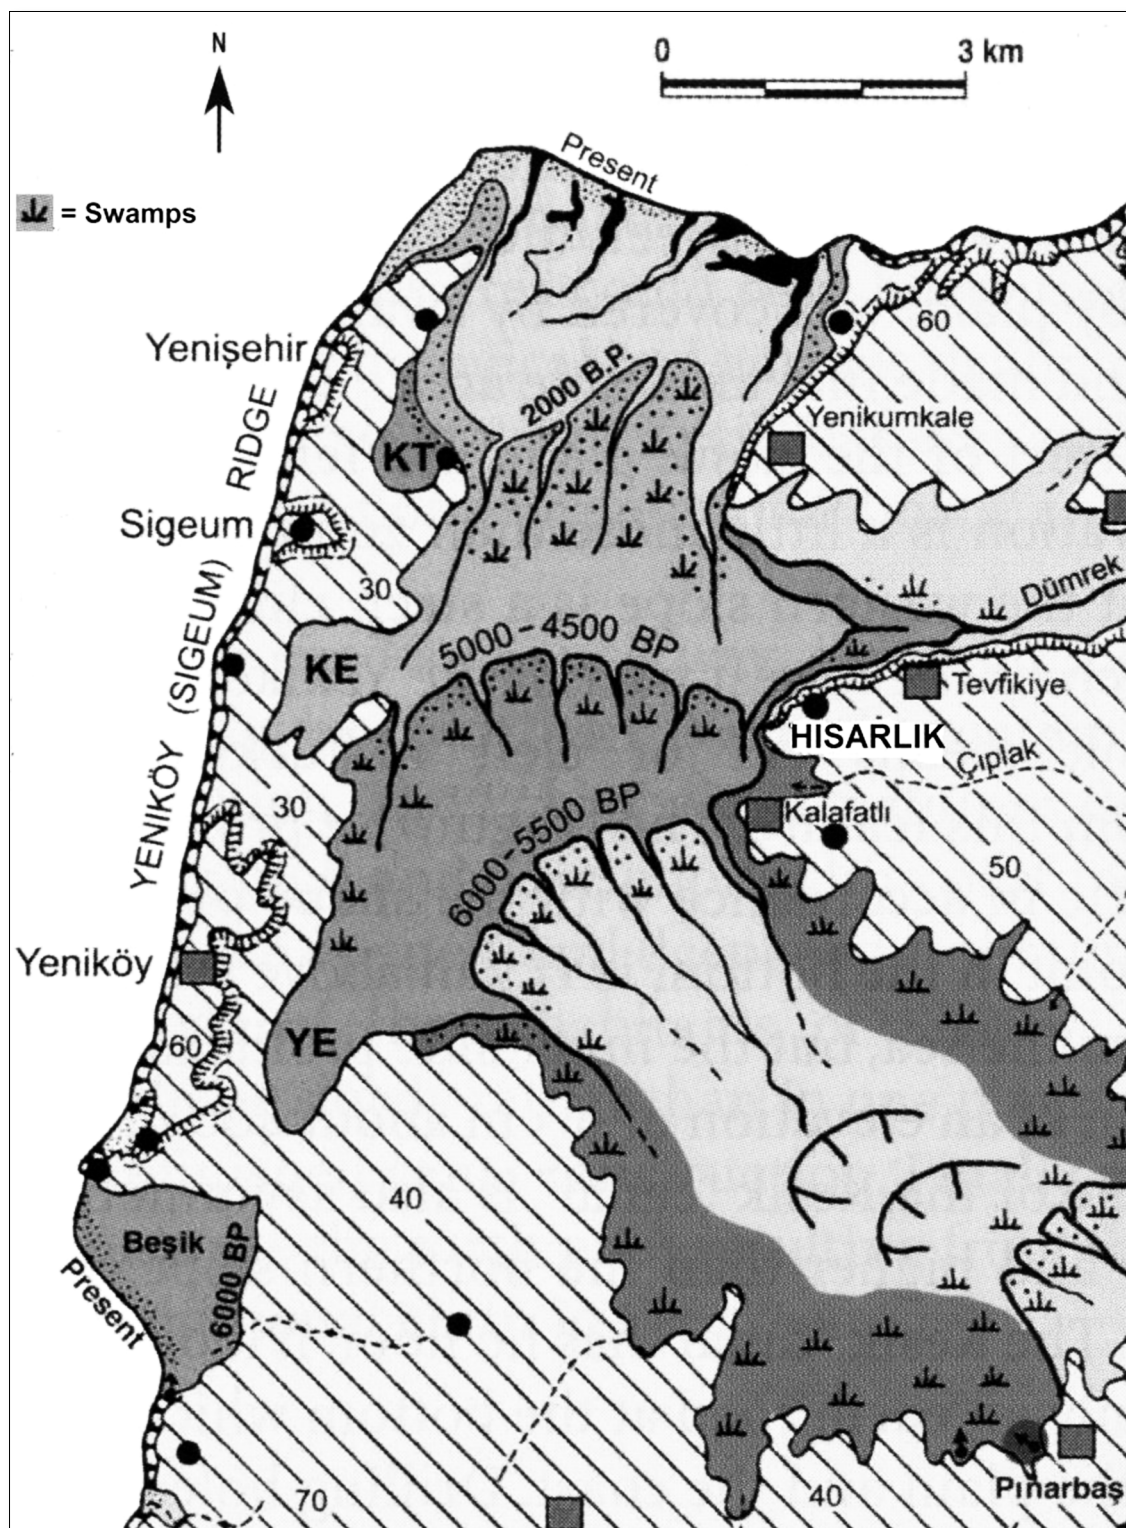 N
0 3 km
Present
= Swamps
60
Yenişehir
2000 B.P.
Yenikumkale
RIDGE
KT
Sigeum
30
Dümrek
(SIGEUM)
5000-4500 BP
KE
Tevfikiye
HISARLIK
Çıplak
YENIKÖY
30
6000-5500 BP
Kalafatlı
50
Yeniköy
60
YE
40
Beşik
6000 BP
Present
Pınarbaş
70
40